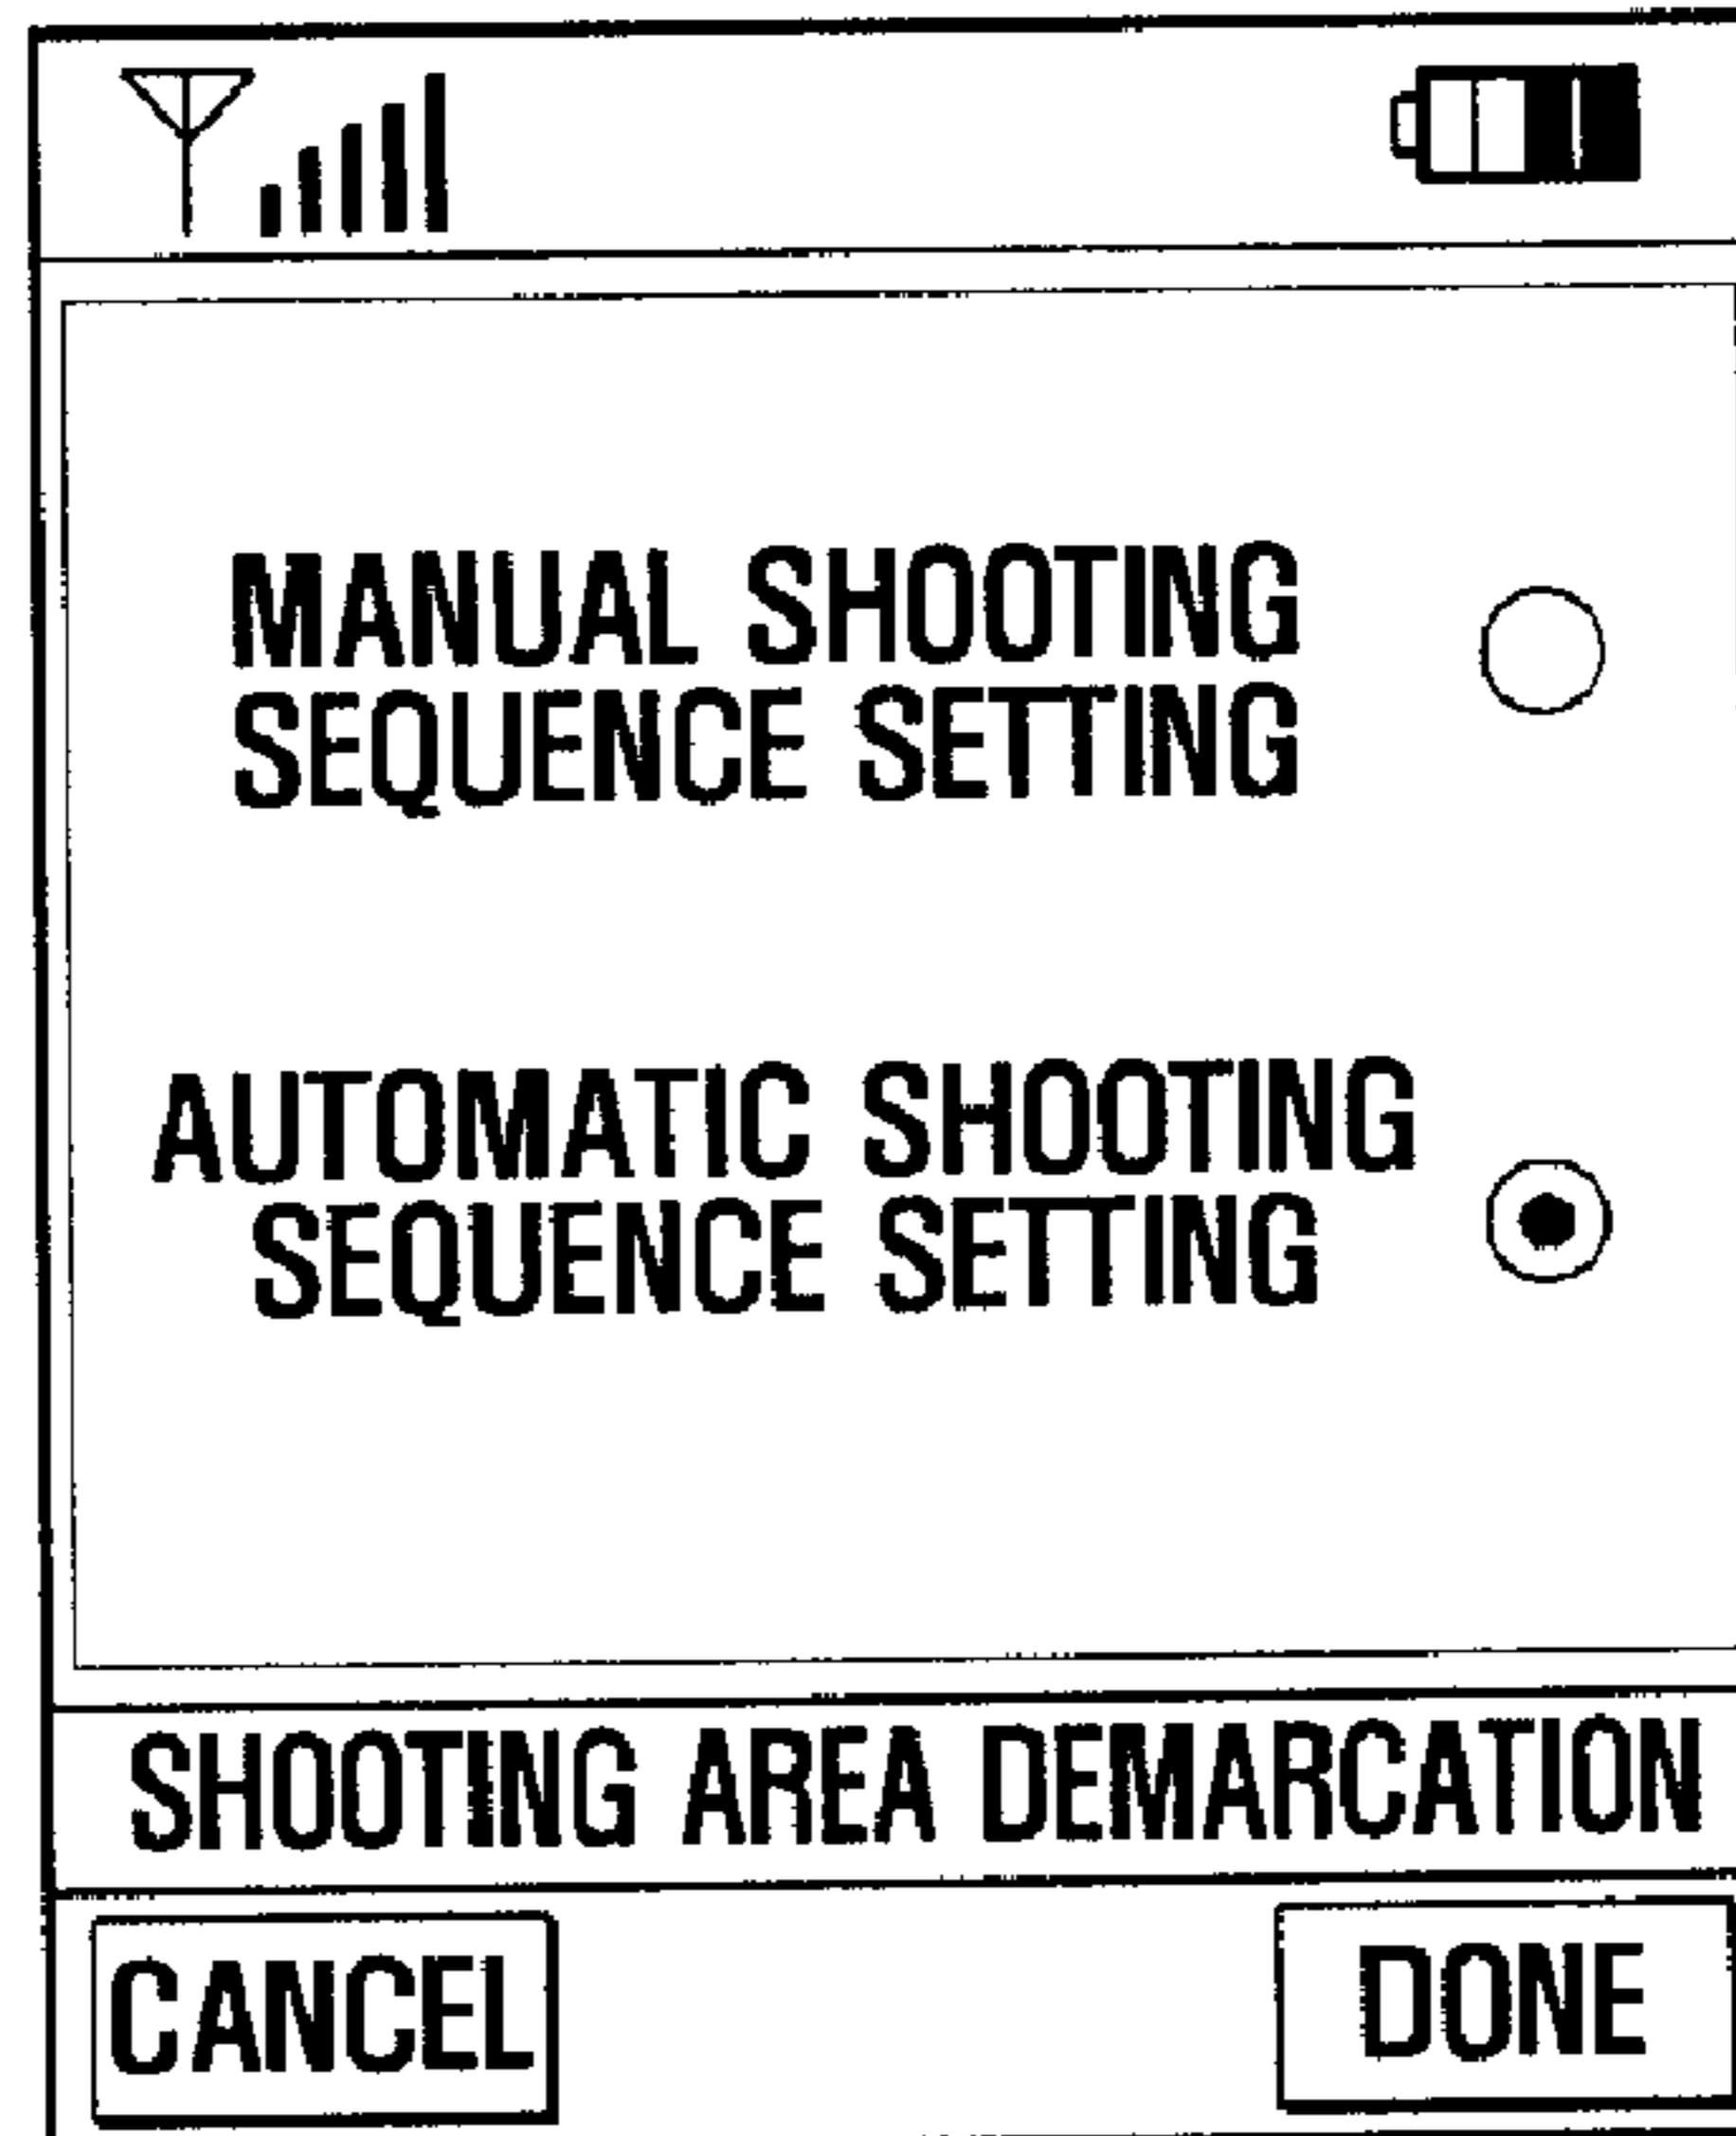 MANUAL SHOOTING
SEQUENCE SETTING
AUTOMATIC SHOOTING
SEQUENCE SETTING
SHOOTING AREA DEMARCATION
CANCEL
DONE